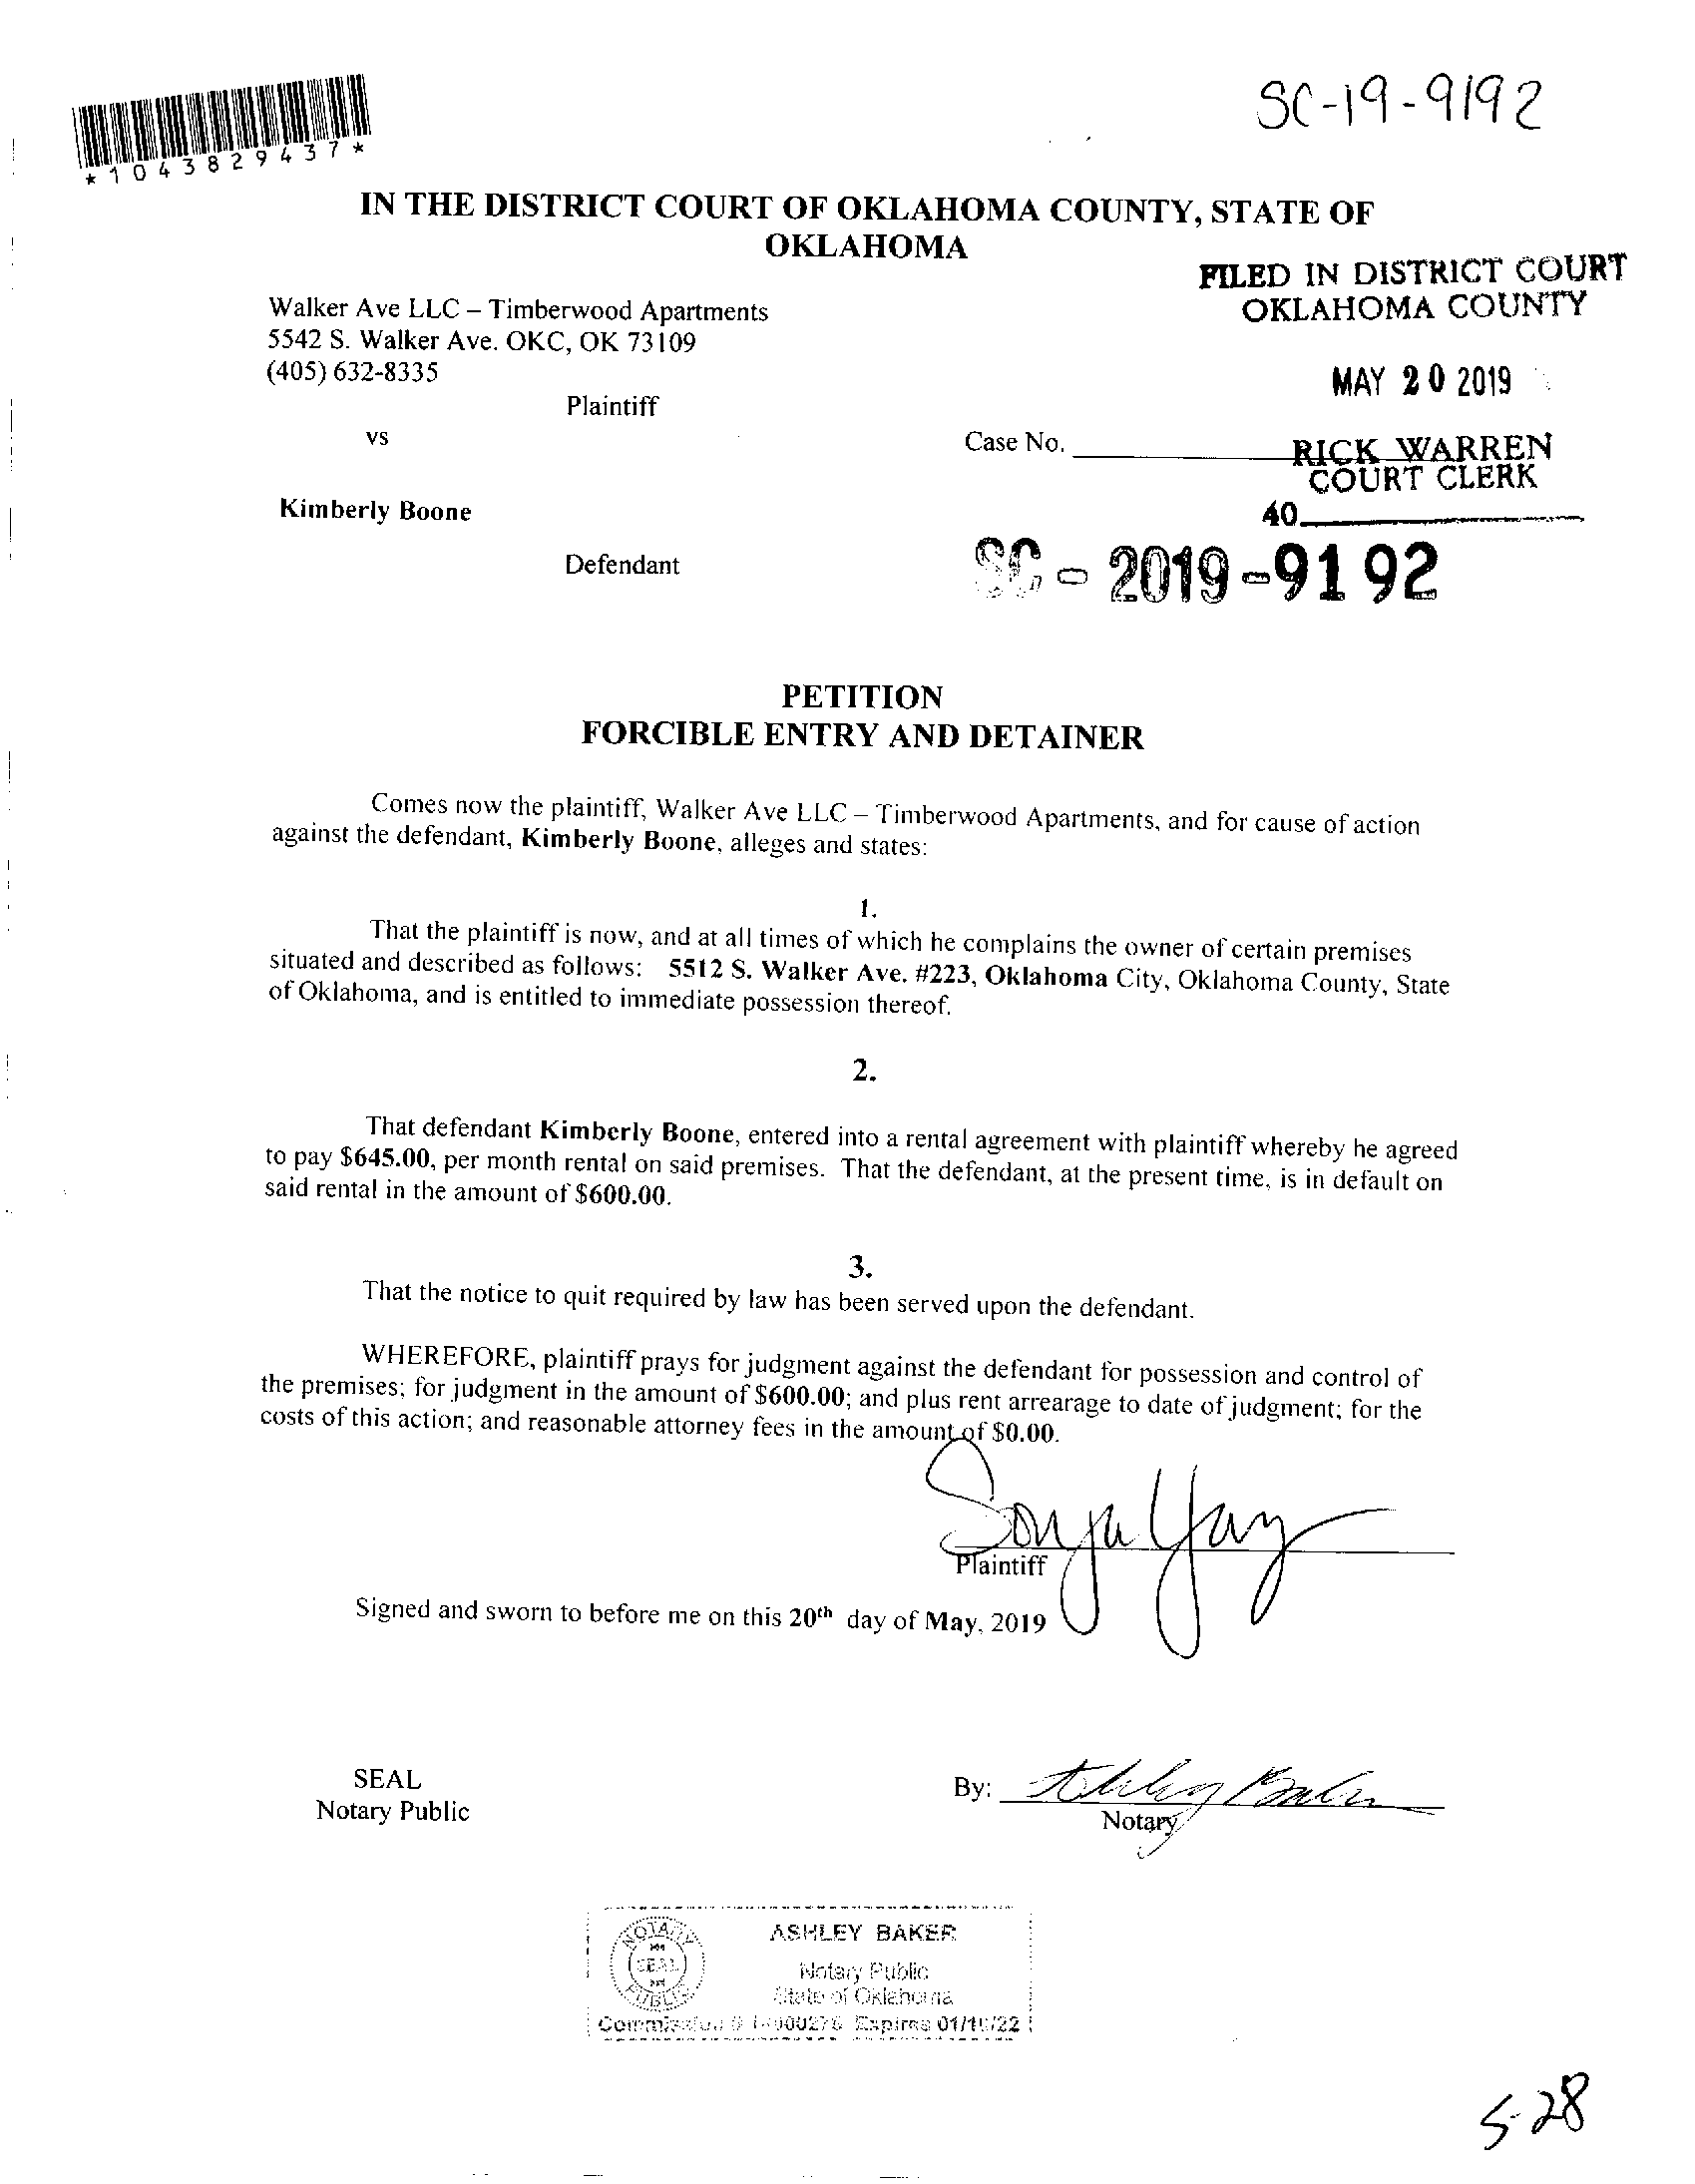 SC-19-9192
*1043829437*
IN THE DISTRICT COURT OF OKLAHOMA COUNTY, STATE OF
OKLAHOMA
FILED IN DISTRICT COURT
OKLAHOMA COUNTY
Walker Ave LLC – Timberwood Apartments
5542 S. Walker Ave. OKC, OK 73109
(405) 632-8335
MAY 20 2019
Plaintiff
vs
Case No.
RICK WARREN
COURT CLERK
Kimberly Boone
40
Defendant
SC - 2019 - 9192
PETITION
FORCIBLE ENTRY AND DETAINER
Comes now the plaintiff, Walker Ave LLC – Timberwood Apartments, and for cause of action
against the defendant, Kimberly Boone, alleges and states:
1.
That the plaintiff is now, and at all times of which he complains the owner of certain premises
situated and described as follows: 5512 S. Walker Ave. #223, Oklahoma City, Oklahoma County, State
of Oklahoma, and is entitled to immediate possession thereof.
2.
That defendant Kimberly Boone, entered into a rental agreement with plaintiff whereby he agreed
to pay $645.00, per month rental on said premises. That the defendant, at the present time, is in default on
said rental in the amount of $600.00.
3.
That the notice to quit required by law has been served upon the defendant.
WHEREFORE, plaintiff prays for judgment against the defendant for possession and control of
the premises; for judgment in the amount of $600.00; and plus rent arrearage to date of judgment; for the
costs of this action; and reasonable attorney fees in the amount of $0.00.
Sonja
Plaintiff
Signed and sworn to before me on this 20th day of May, 2019
SEAL
Notary Public
By: Ashley Baker
Notary
NOTARY
SEAL
PUBLIC
ASHLEY BAKER
Notary Public
State of Oklahoma
Commission Expires
5-28